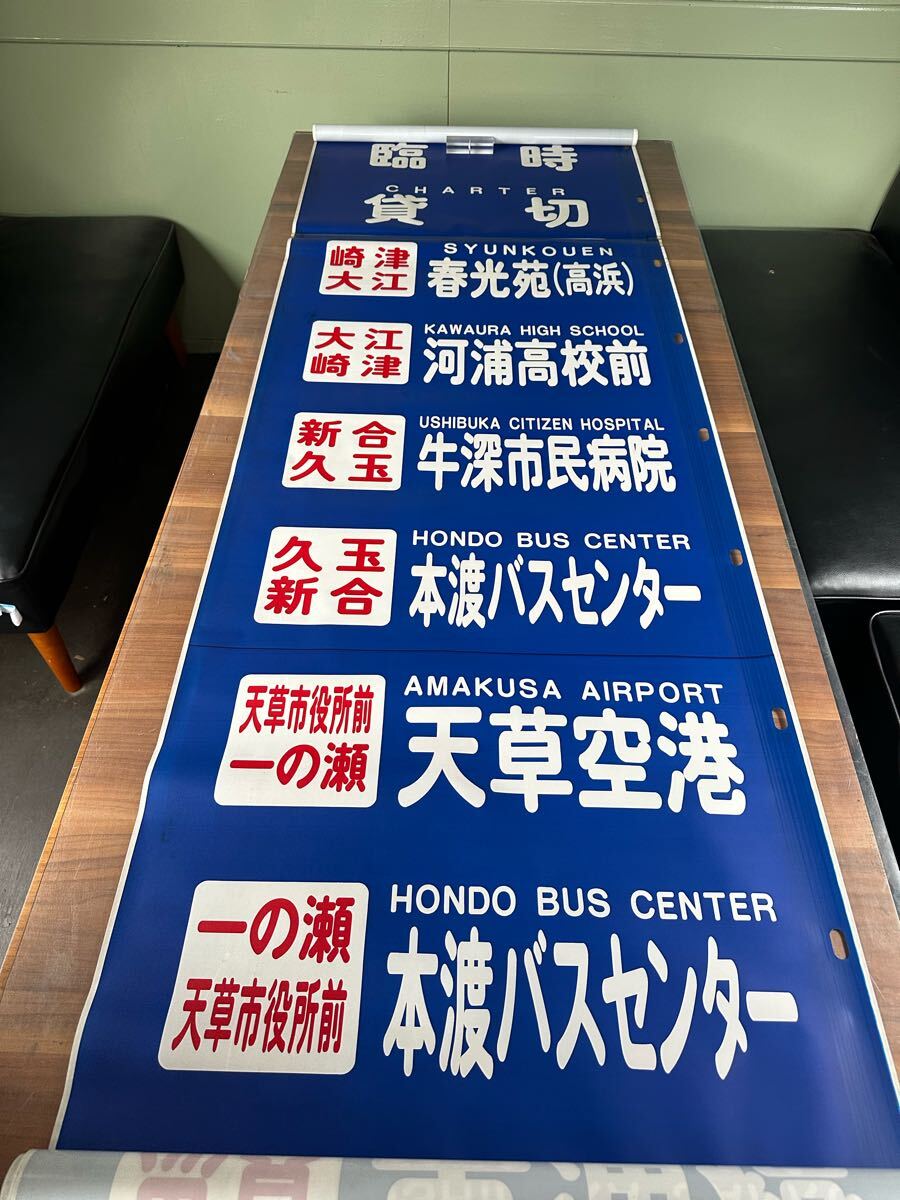 臨時
CHARTER
貸切
崎津
大江
SYUNKOUEN
春光苑(高浜)
大江
崎津
KAWAURA HIGH SCHOOL
河浦高校前
新合
久玉
USHIBUKA CITIZEN HOSPITAL
牛深市民病院
久玉
新合
HONDO BUS CENTER
本渡バスセンター
天草市役所前
一の瀬
AMAKUSA AIRPORT
天草空港
一の瀬
天草市役所前
HONDO BUS CENTER
本渡バスセンター